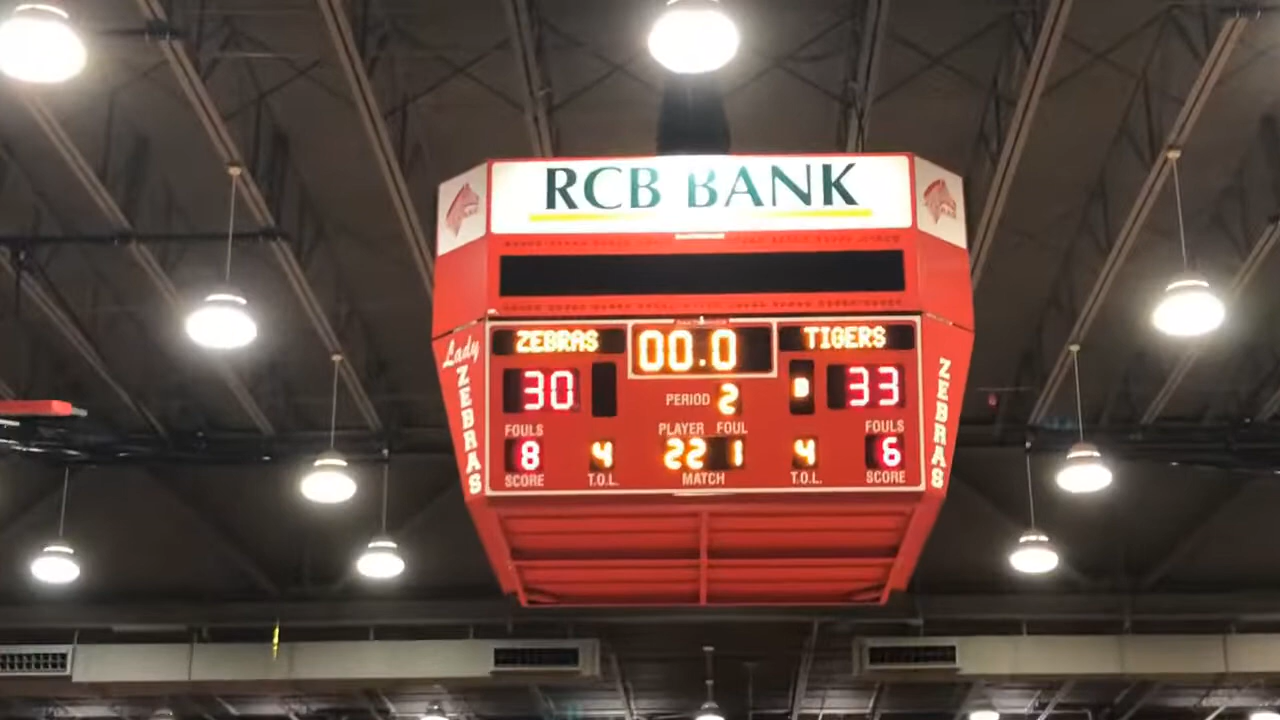 RCB BANK
ZEBRAS 00.0 TIGERS
30 PERIOD 2 33
FOULS PLAYER FOUL FOULS
8 4 22 1 4 6
SCORE T.O.L. MATCH T.O.L. SCORE
Lady
ZEBRAS
ZEBRAS